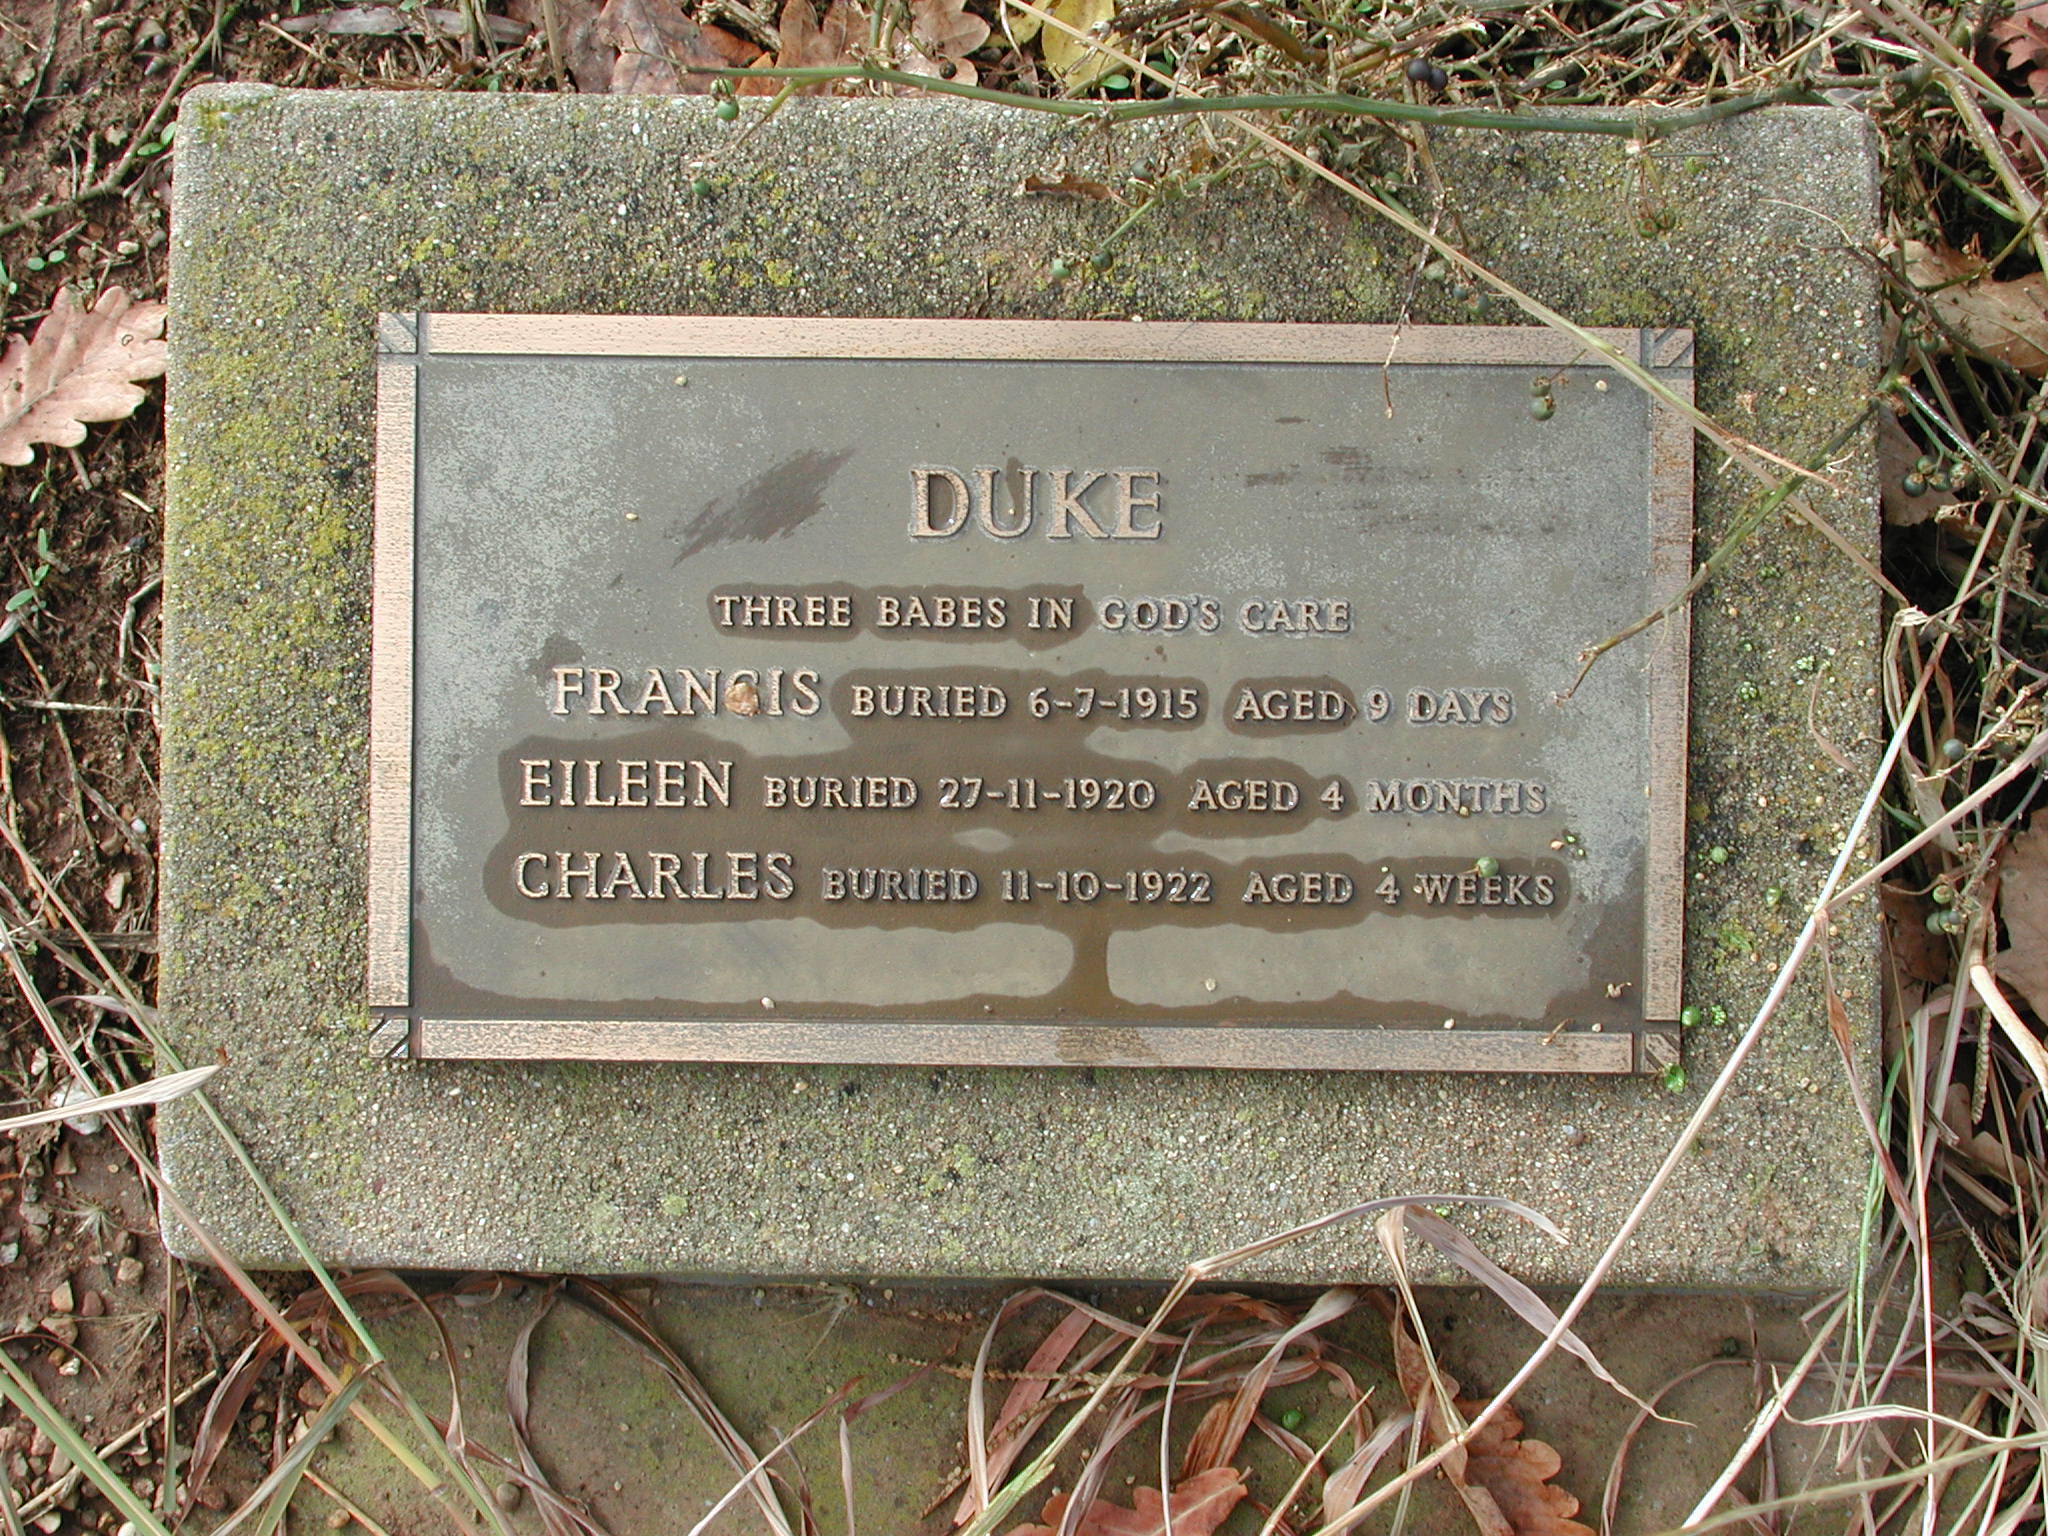 DUKE
THREE BABES IN GOD'S CARE
FRANCIS BURIED 6-7-1915 AGED 9 DAYS
EILEEN BURIED 27-11-1920 AGED 4 MONTHS
CHARLES BURIED 11-10-1922 AGED 4 WEEKS